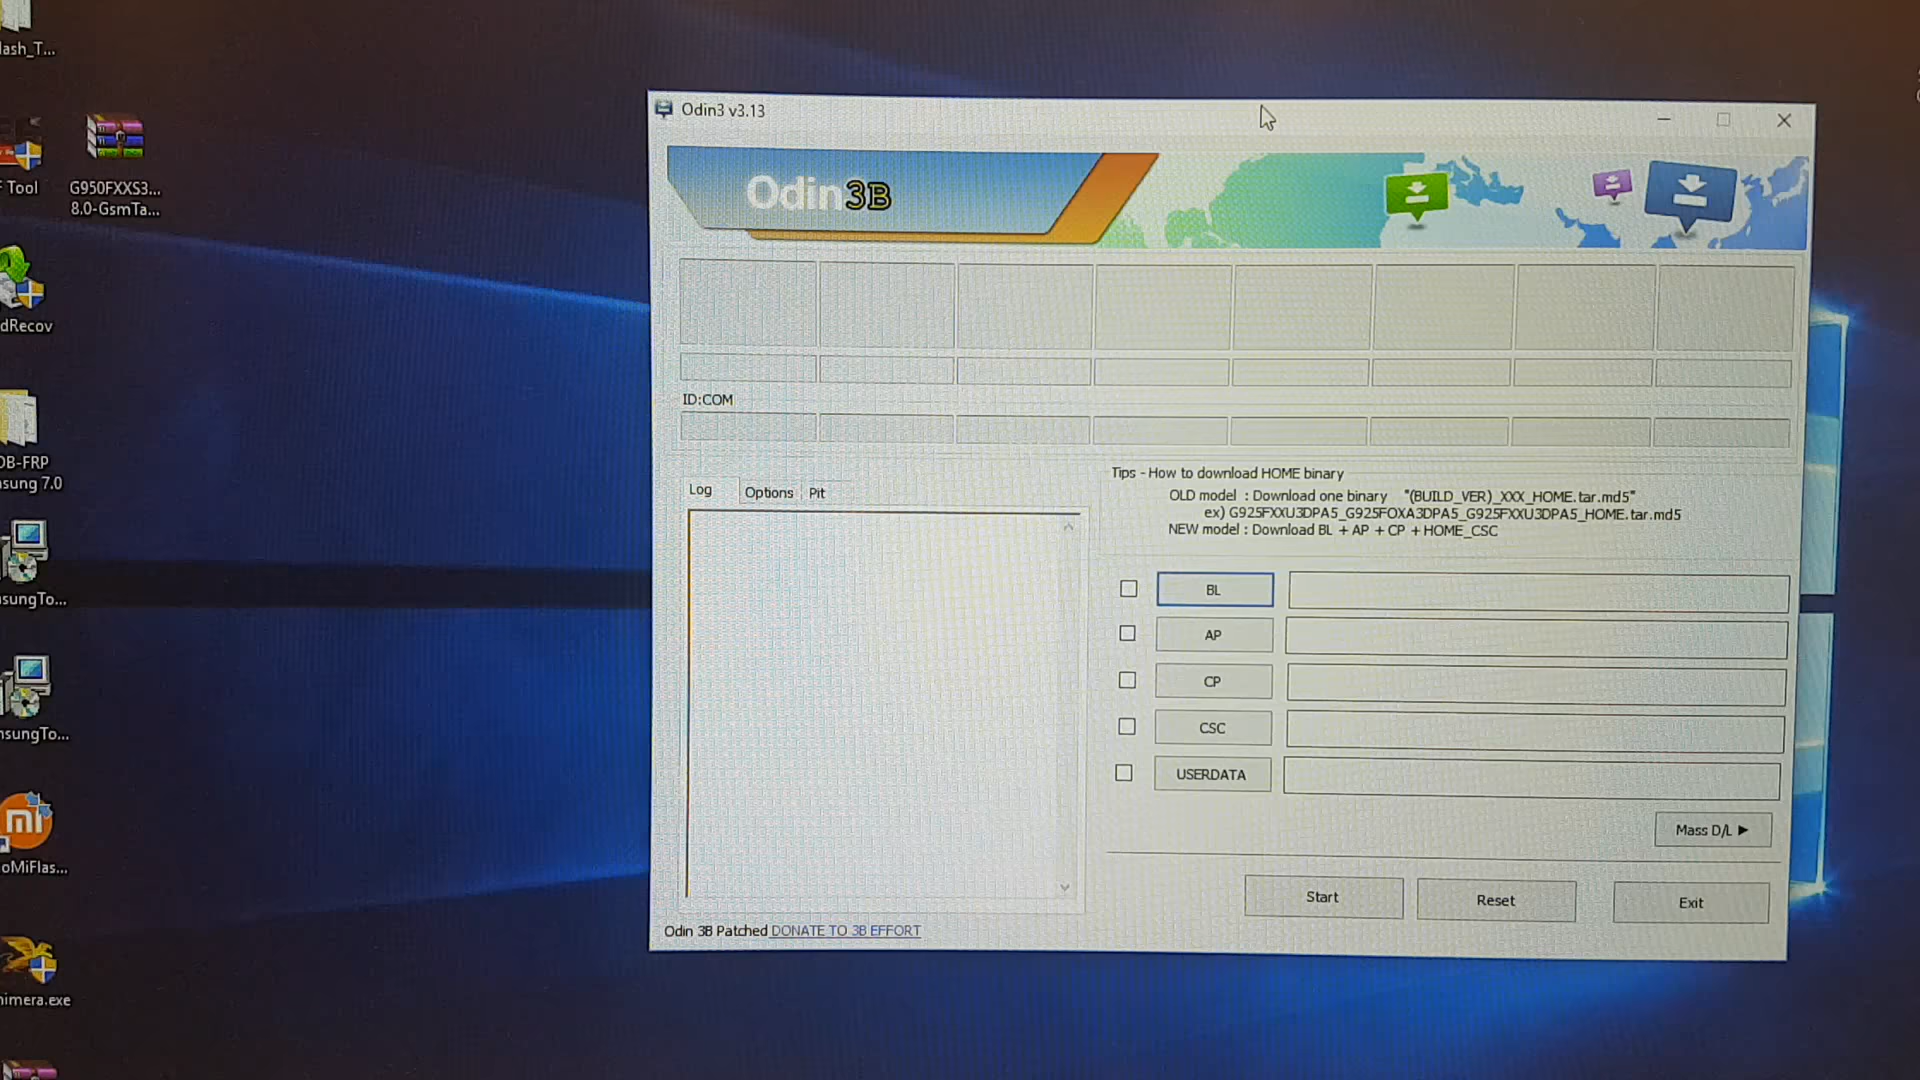 lash_T...
Tool
G950FXXS3...
8.0-GsmTa...
dRecov
OB-FRP
sung 7.0
sungTo...
sungTo...
mi
oMiFlas...
himera.exe
Odin3 v3.13
Odin3B
ID:COM
Log
Options
Pit
Tips - How to download HOME binary
OLD model : Download one binary "(BUILD_VER)_XXX_HOME.tar.md5"
ex) G925FXXU3DPA5_G925FOXA3DPA5_G925FXXU3DPA5_HOME.tar.md5
NEW model : Download BL + AP + CP + HOME_CSC
BL
AP
CP
CSC
USERDATA
Mass D/L ►
Start
Reset
Exit
Odin 3B Patched DONATE TO 3B EFFORT